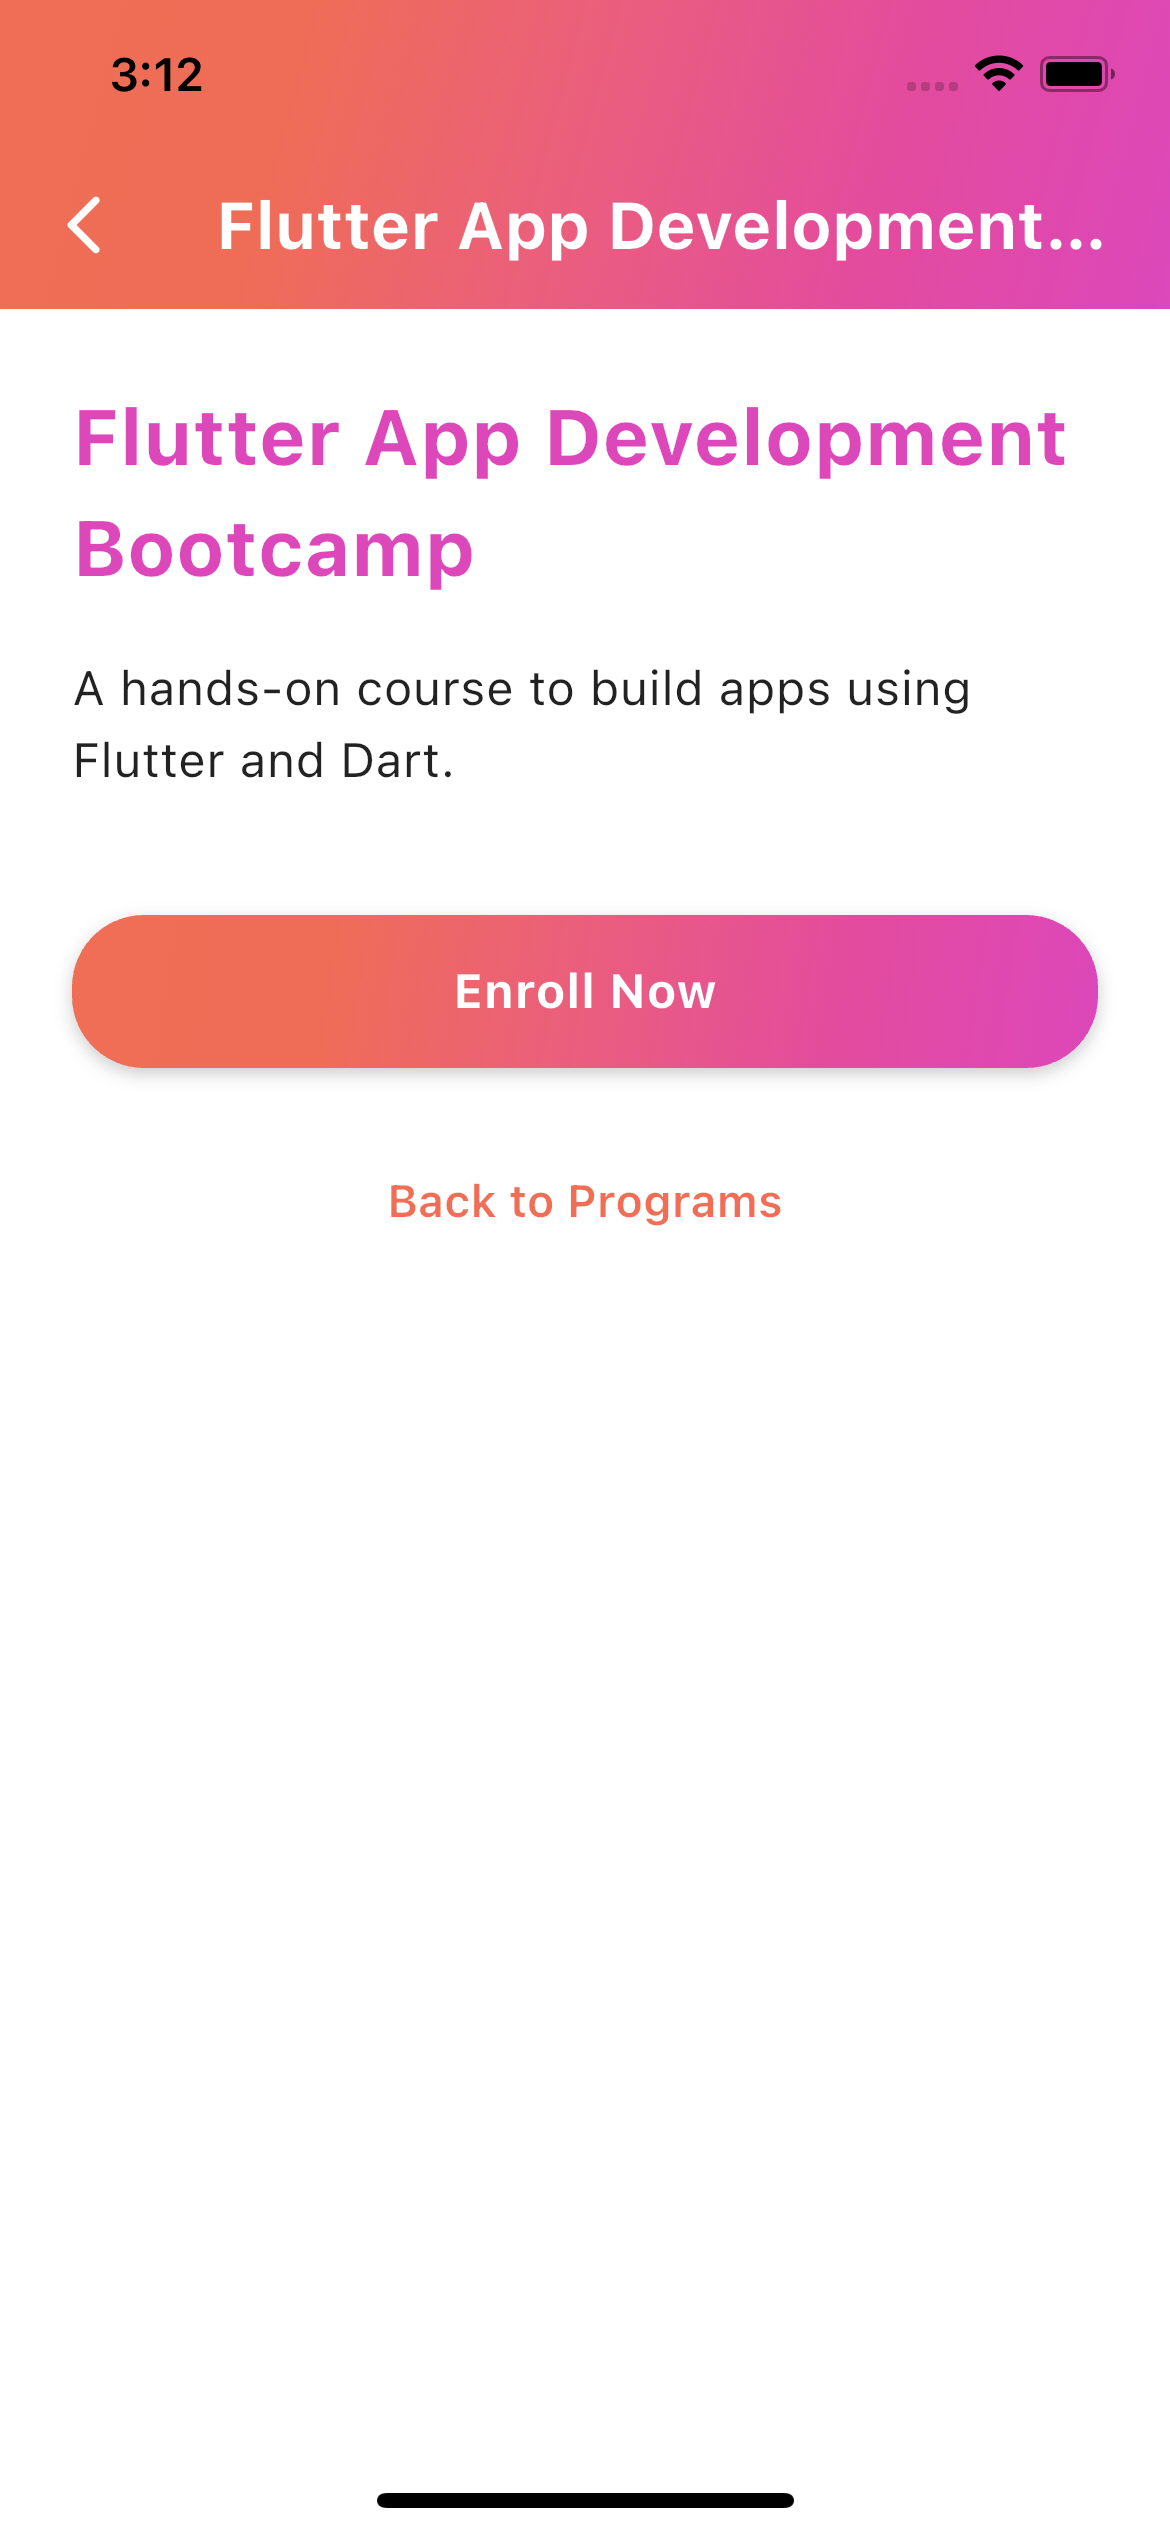 3:12
Flutter App Development...
Flutter App Development
Bootcamp
A hands-on course to build apps using
Flutter and Dart.
Enroll Now
Back to Programs